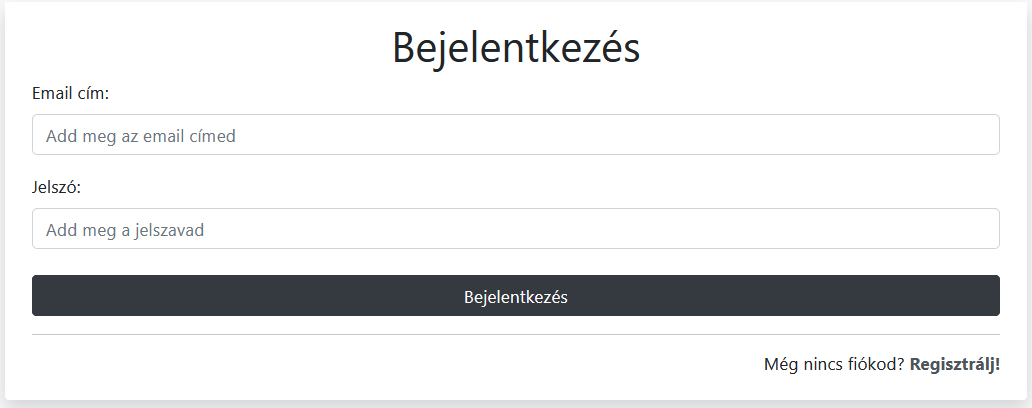 Bejelentkezés
Email cím:
Add meg az email címed
Jelszó:
Add meg a jelszavad
Bejelentkezés
Még nincs fiókod? Regisztrálj!